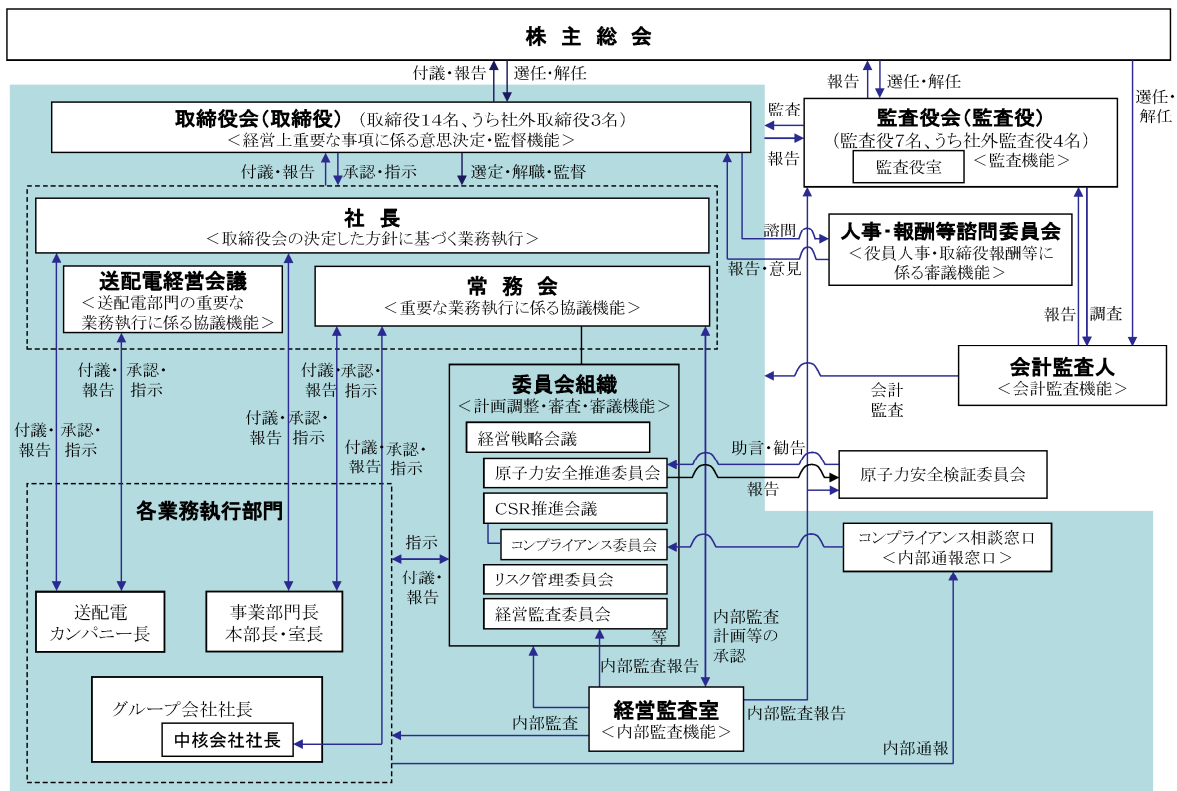 株主総会
付議・報告
選任・解任
報告
選任・解任
選任・
解任
取締役会(取締役)(取締役14名、うち社外取締役3名)
＜経営上重要な事項に係る意思決定・監督機能＞
監査
報告
監査役会(監査役)
(監査役7名、うち社外監査役4名)
監査役室
＜監査機能＞
付議・報告
承認・指示
選定・解職・監督
社長
＜取締役会の決定した方針に基づく業務執行＞
諮問
報告・意見
人事・報酬等諮問委員会
＜役員人事・取締役報酬等に
係る審議機能＞
送配電経営会議
＜送配電部門の重要な
業務執行に係る協議機能＞
常務会
＜重要な業務執行に係る協議機能＞
報告
調査
会計監査人
＜会計監査機能＞
会計
監査
付議・
報告
承認・
指示
付議・
報告
承認・
指示
付議・
報告
承認・
指示
付議・
報告
承認・
指示
付議・
報告
承認・
指示
委員会組織
＜計画調整・審査・審議機能＞
経営戦略会議
原子力安全推進委員会
CSR推進会議
コンプライアンス委員会
リスク管理委員会
経営監査委員会
等
助言・勧告
報告
原子力安全検証委員会
コンプライアンス相談窓口
＜内部通報窓口＞
各業務執行部門
指示
付議・
報告
送配電
カンパニー長
事業部門長
本部長・室長
グループ会社社長
中核会社社長
内部監査
計画等の
承認
内部監査報告
内部監査
経営監査室
＜内部監査機能＞
内部監査報告
内部通報